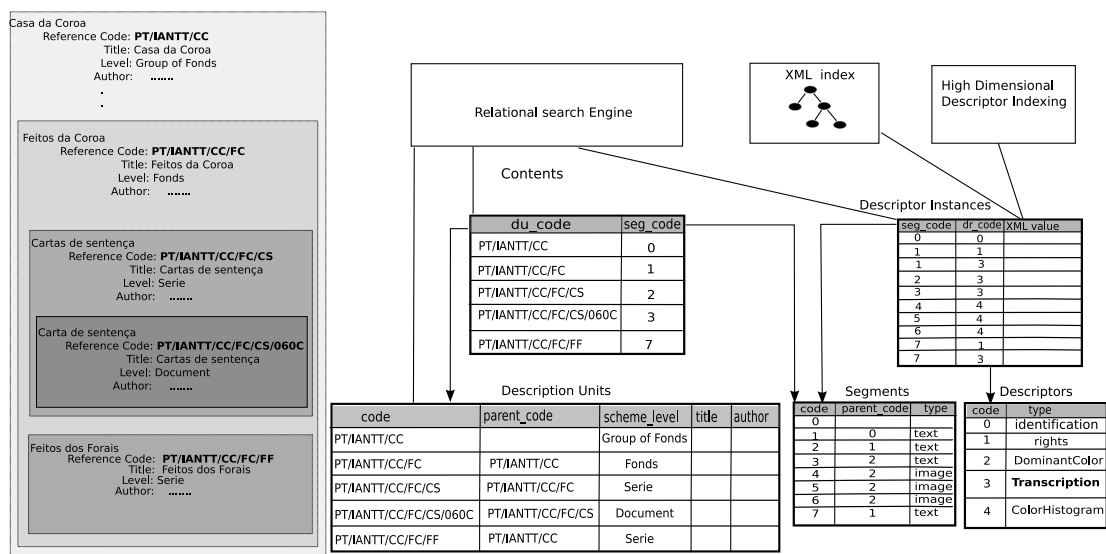 Casa da Coroa
Reference Code: PT/IANTT/CC
Title: Casa da Coroa
Level: Group of Fonds
Author: .......
.
.
Feitos da Coroa
Reference Code: PT/IANTT/CC/FC
Title: Feitos da Coroa
Level: Fonds
Author: .......
Cartas de sentença
Reference Code: PT/IANTT/CC/FC/CS
Title: Cartas de sentença
Level: Serie
Author: .......
Carta de sentença
Reference Code: PT/IANTT/CC/FC/CS/060C
Title: Cartas de sentença
Level: Document
Author: .......
Feitos dos Forais
Reference Code: PT/IANTT/CC/FC/FF
Title: Feitos dos Forais
Level: Serie
Author: .......
Relational search Engine
XML index
High Dimensional
Descriptor Indexing
Contents
du_code seg_code
PT/IANTT/CC 0
PT/IANTT/CC/FC 1
PT/IANTT/CC/FC/CS 2
PT/IANTT/CC/FC/CS/060C 3
PT/IANTT/CC/FC/FF 7
Descriptor Instances
seg_code dr_code XML value
0 0
1 1
1 3
2 3
3 3
4 4
5 4
6 4
7 1
7 3
Description Units
code parent_code scheme_level title author
PT/IANTT/CC Group of Fonds
PT/IANTT/CC/FC PT/IANTT/CC Fonds
PT/IANTT/CC/FC/CS PT/IANTT/CC/FC Serie
PT/IANTT/CC/FC/CS/060C PT/IANTT/CC/FC/CS Document
PT/IANTT/CC/FC/FF PT/IANTT/CC Serie
Segments
code parent_code type
0
1 0 text
2 1 text
3 2 text
4 2 image
5 2 image
6 2 image
7 1 text
Descriptors
code type
0 identification
1 rights
2 DominantColor
3 Transcription
4 ColorHistogram